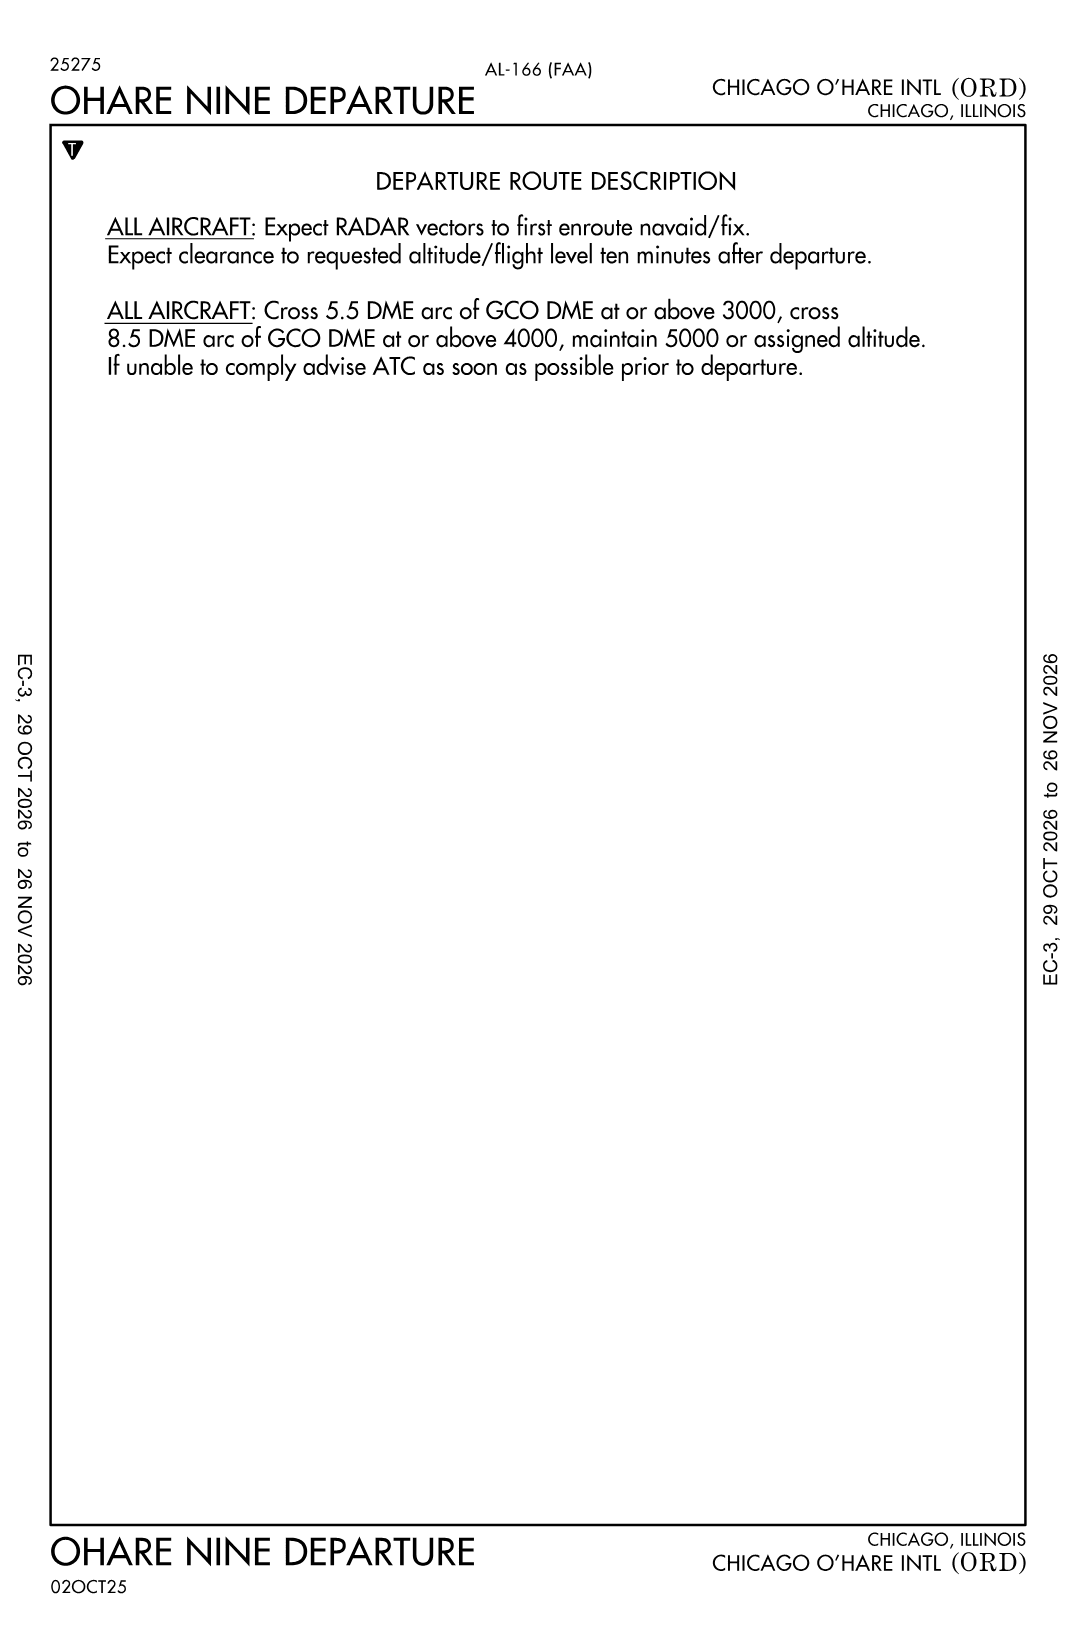 25275
AL-166 (FAA)
OHARE NINE DEPARTURE
CHICAGO O’HARE INTL (ORD)
CHICAGO, ILLINOIS
T
DEPARTURE ROUTE DESCRIPTION
ALL AIRCRAFT: Expect RADAR vectors to first enroute navaid/fix.
Expect clearance to requested altitude/flight level ten minutes after departure.
ALL AIRCRAFT: Cross 5.5 DME arc of GCO DME at or above 3000, cross
8.5 DME arc of GCO DME at or above 4000, maintain 5000 or assigned altitude.
If unable to comply advise ATC as soon as possible prior to departure.
EC-3, 29 OCT 2026 to 26 NOV 2026
EC-3, 29 OCT 2026 to 26 NOV 2026
OHARE NINE DEPARTURE
02OCT25
CHICAGO, ILLINOIS
CHICAGO O’HARE INTL (ORD)